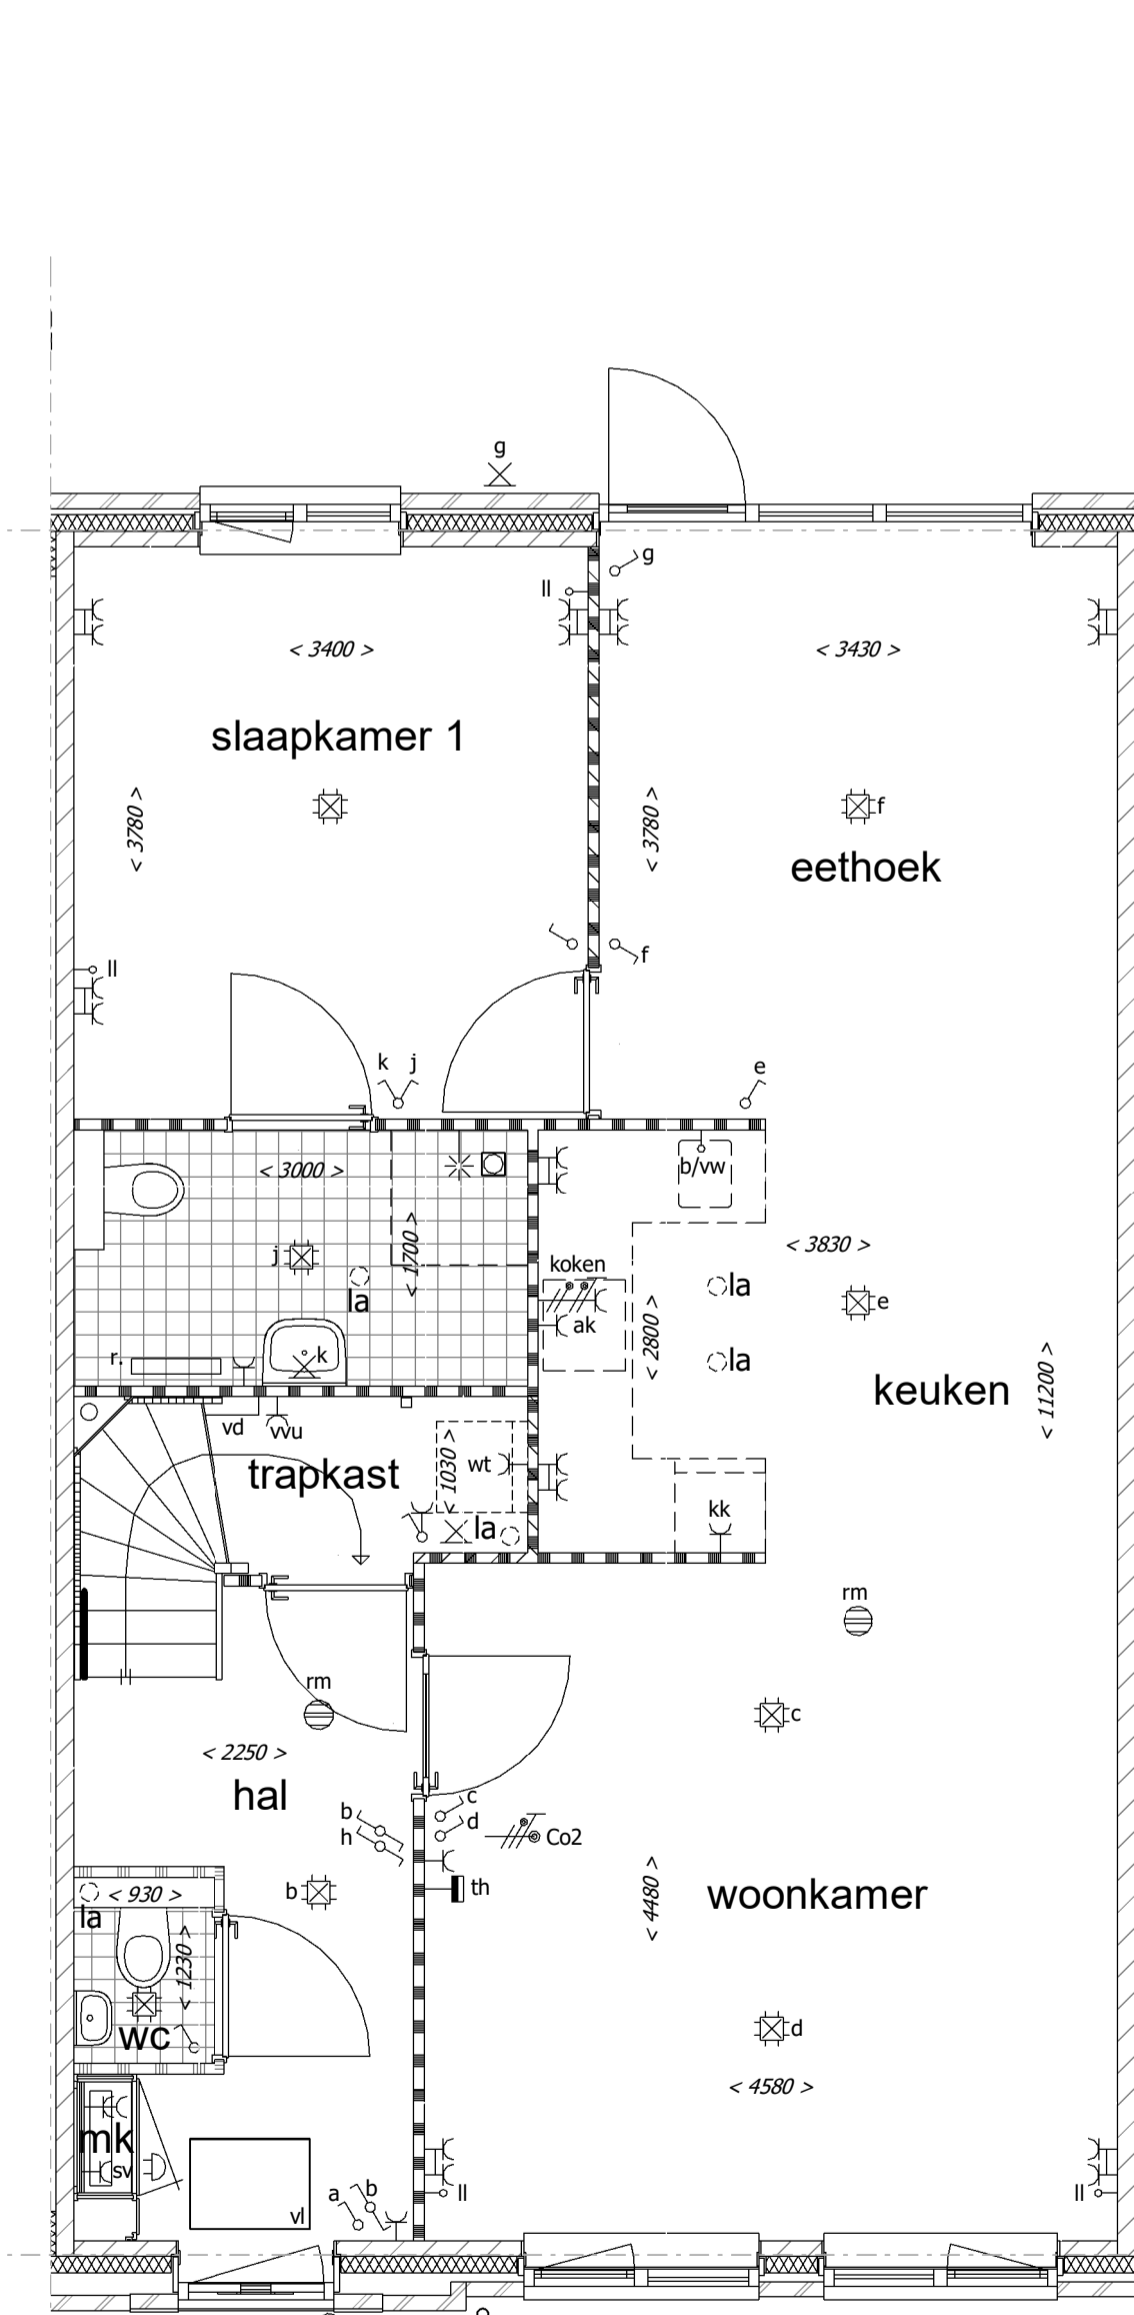 g
g
ll
< 3400 >
< 3430 >
slaapkamer 1
< 3780 >
< 3780 >
f
eethoek
f
ll
k
j
e
b/vw
< 3000 >
< 1700 >
j
la
koken
ak
< 3830 >
la
e
< 2800 >
la
k
r.
keuken
< 11200 >
vd
vvu
trapkast
< 1030 >
wt
la
kk
rm
rm
c
< 2250 >
hal
b
h
c
d
Co2
b
th
< 930 >
la
< 1230 >
< 4480 >
woonkamer
wc
d
< 4580 >
mk
sv
a
b
ll
ll
vl